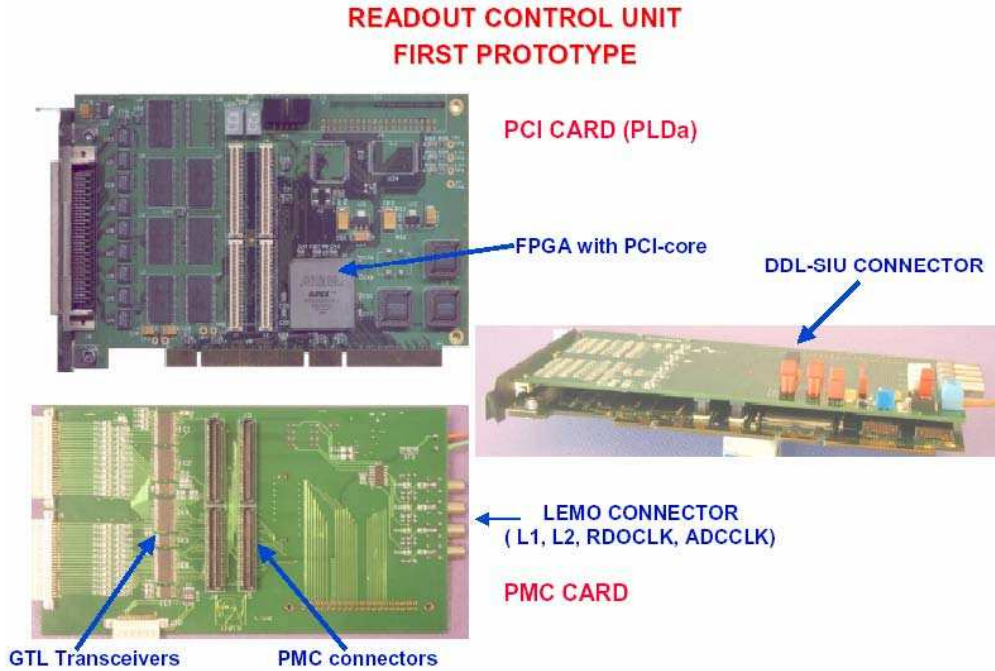 READOUT CONTROL UNIT
FIRST PROTOTYPE
PCI CARD (PLDa)
FPGA with PCI-core
DDL-SIU CONNECTOR
LEMO CONNECTOR
( L1, L2, RDOCLK, ADCCLK)
PMC CARD
GTL Transceivers
PMC connectors